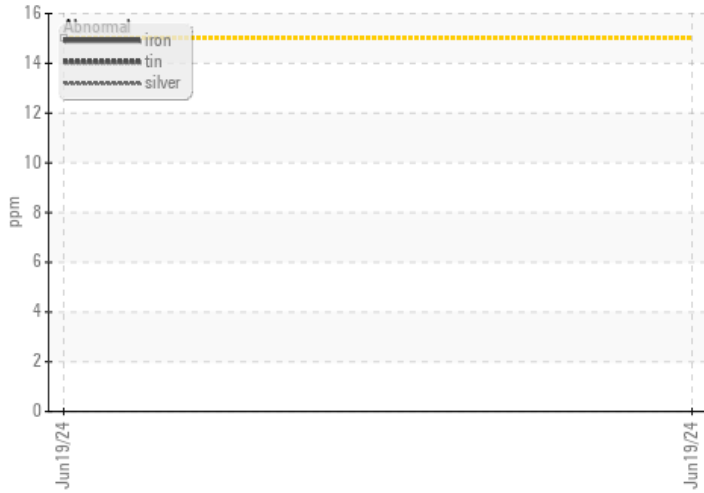 16
14
12
10
8
6
4
2
0
ppm
Abnormal
iron
tin
silver
Jun19/24
Jun19/24